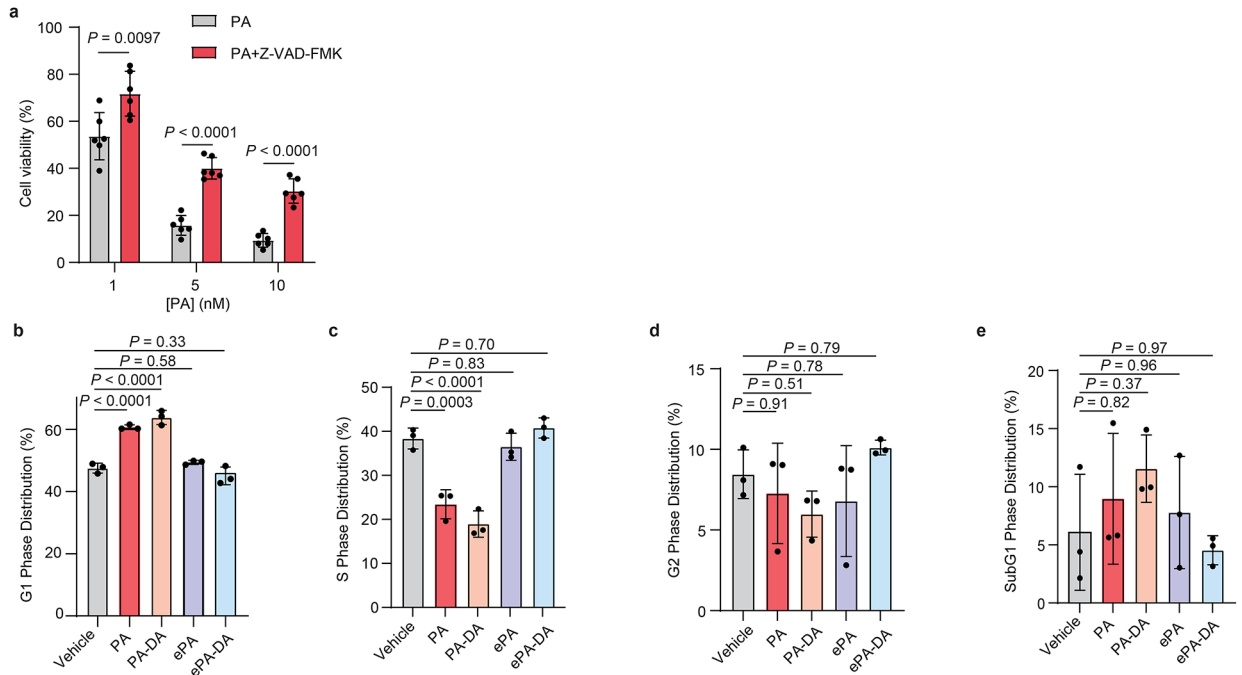 a
PA
PA+Z-VAD-FMK
P = 0.0097
P < 0.0001
P < 0.0001
Cell viability (%)
100
80
60
40
20
0
1
5
10
[PA] (nM)
b
P = 0.33
P = 0.58
P < 0.0001
P < 0.0001
G1 Phase Distribution (%)
60
40
20
0
Vehicle
PA
PA-DA
ePA
ePA-DA
c
P = 0.70
P = 0.83
P < 0.0001
P = 0.0003
S Phase Distribution (%)
50
40
30
20
10
0
Vehicle
PA
PA-DA
ePA
ePA-DA
d
P = 0.79
P = 0.78
P = 0.51
P = 0.91
G2 Phase Distribution (%)
15
10
5
0
Vehicle
PA
PA-DA
ePA
ePA-DA
e
P = 0.97
P = 0.96
P = 0.37
P = 0.82
SubG1 Phase Distribution (%)
20
15
10
5
0
Vehicle
PA
PA-DA
ePA
ePA-DA